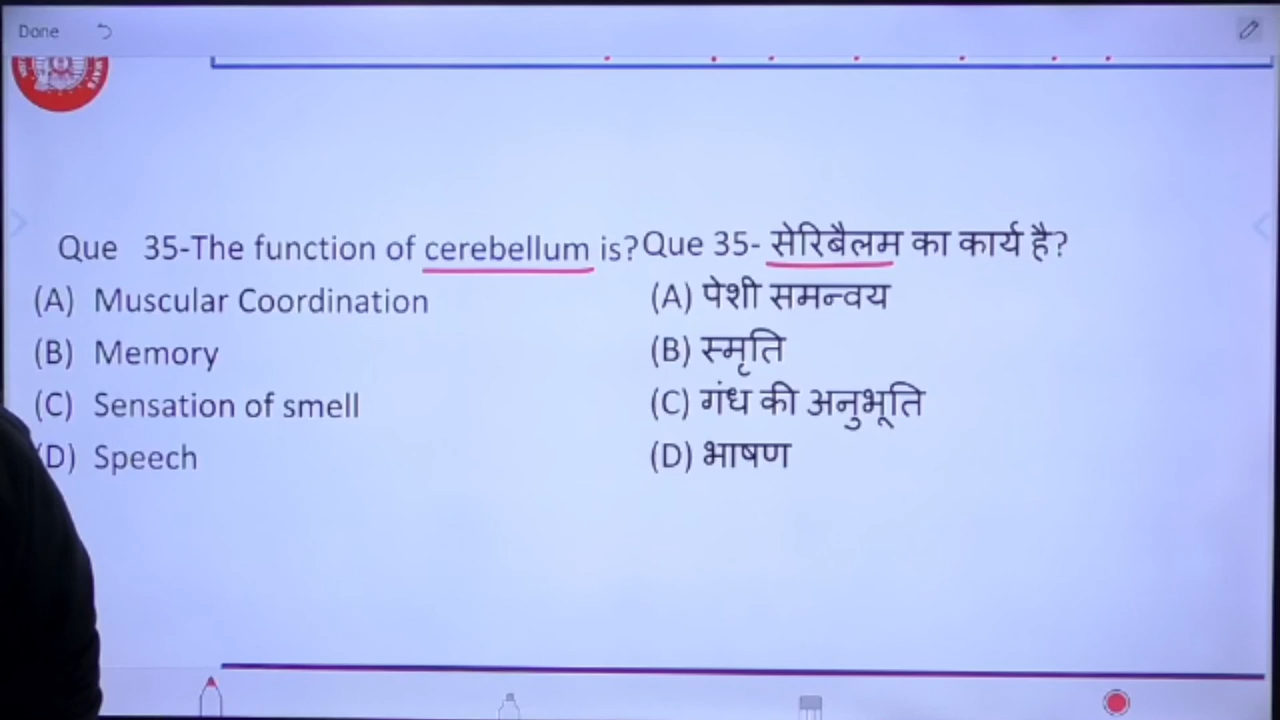 Done
Que 35-The function of cerebellum is?
(A) Muscular Coordination
(B) Memory
(C) Sensation of smell
(D) Speech
Que 35- सेरिबैलम का कार्य है?
(A) पेशी समन्वय
(B) स्मृति
(C) गंध की अनुभूति
(D) भाषण